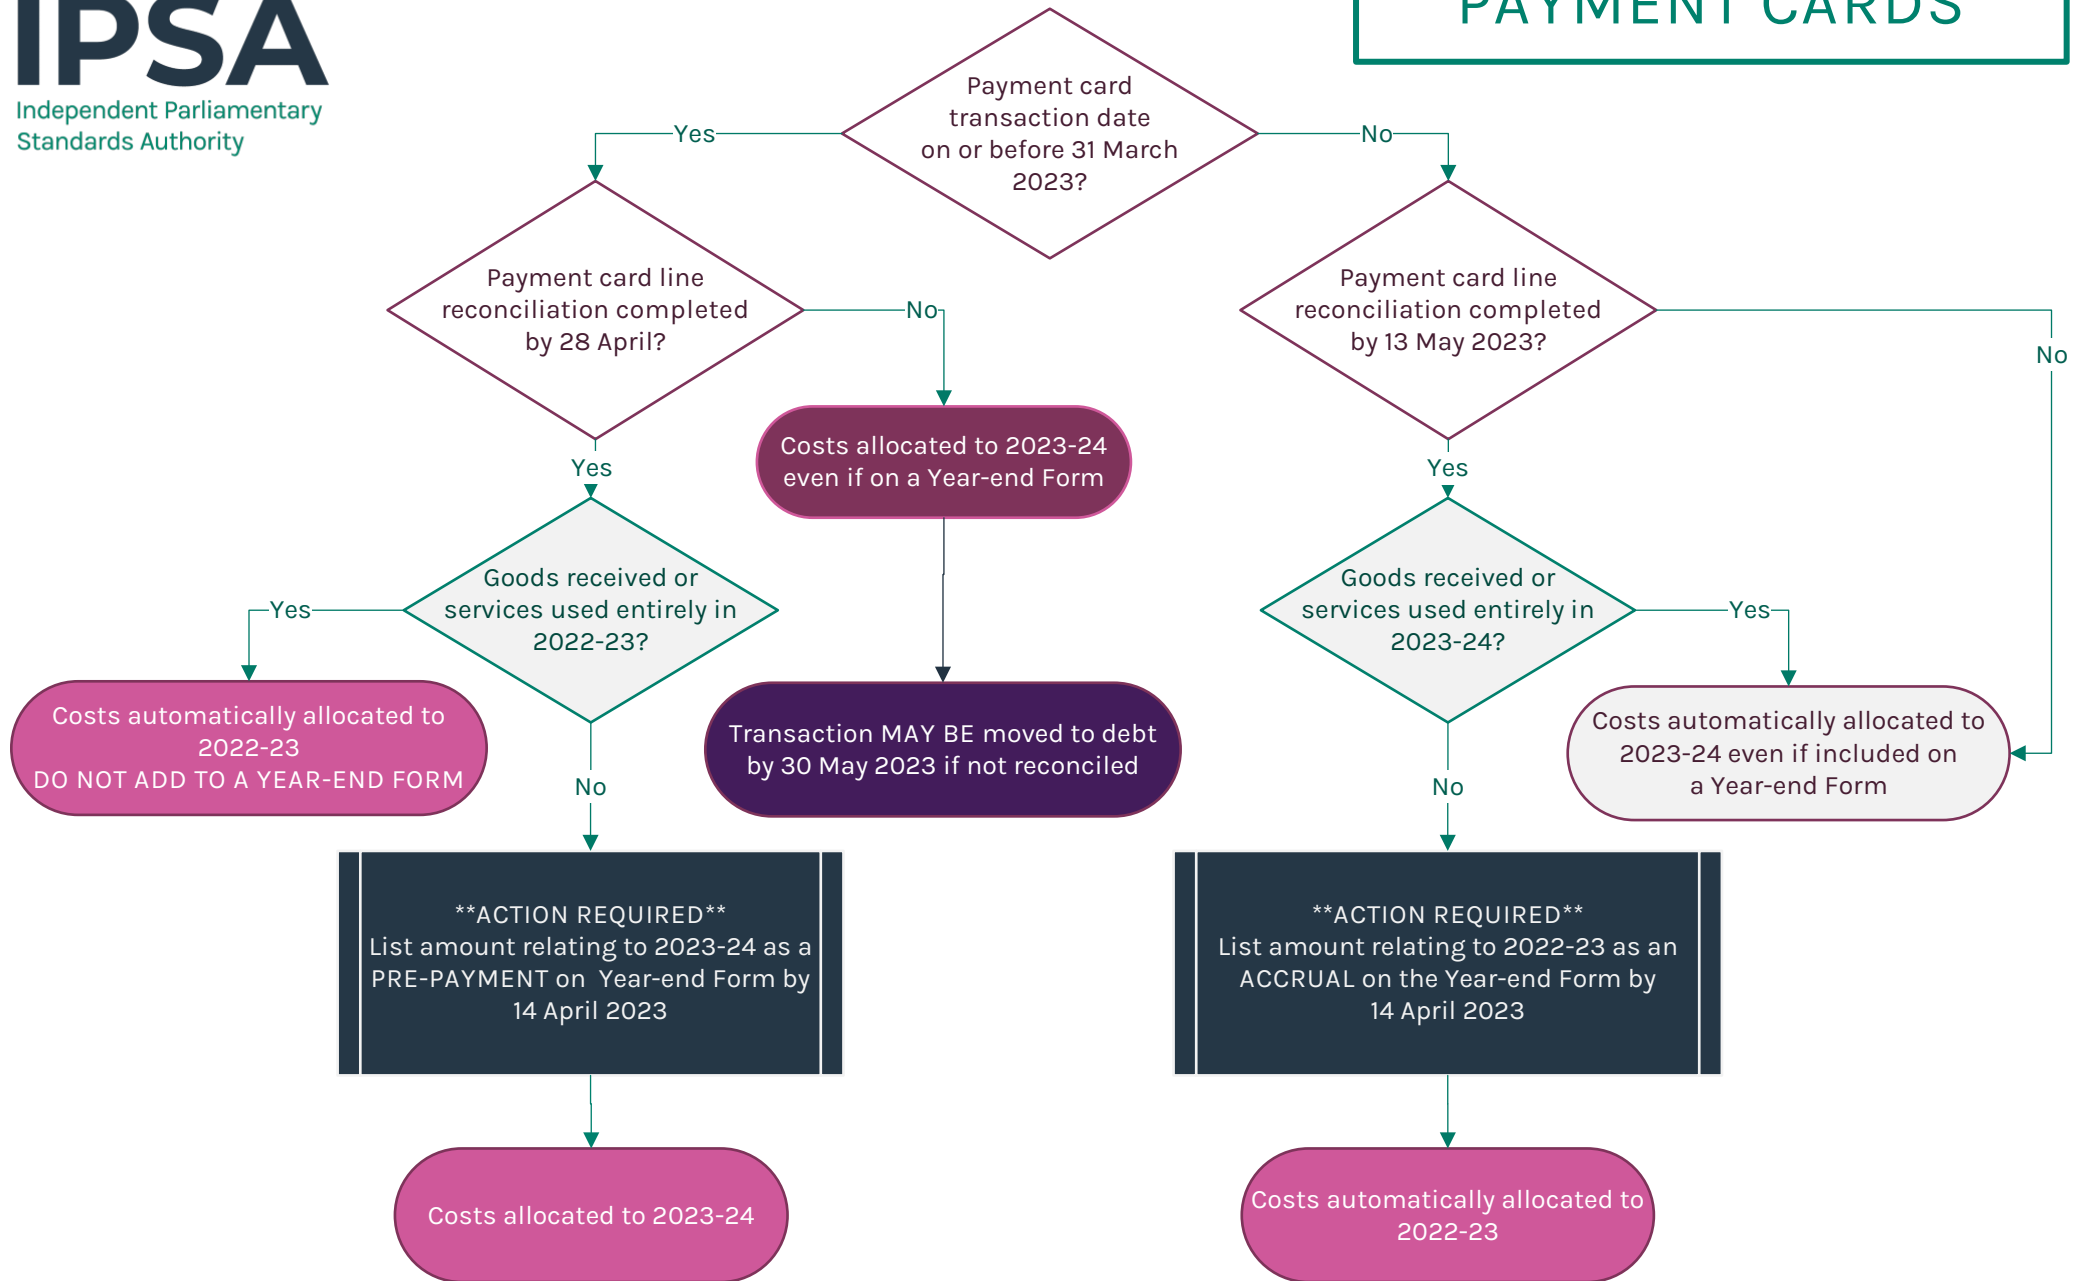 IPSA
Independent Parliamentary
Standards Authority
PAYMENT CARDS
Payment card
transaction date
on or before 31 March
2023?
Yes
No
Payment card line
reconciliation completed
by 28 April?
No
Payment card line
reconciliation completed
by 13 May 2023?
No
Yes
Costs allocated to 2023-24
even if on a Year-end Form
Yes
Goods received or
services used entirely in
2022-23?
Yes
Goods received or
services used entirely in
2023-24?
Yes
Costs automatically allocated to
2022-23
DO NOT ADD TO A YEAR-END FORM
Transaction MAY BE moved to debt
by 30 May 2023 if not reconciled
Costs automatically allocated to
2023-24 even if included on
a Year-end Form
No
No
**ACTION REQUIRED**
List amount relating to 2023-24 as a
PRE-PAYMENT on Year-end Form by
14 April 2023
**ACTION REQUIRED**
List amount relating to 2022-23 as an
ACCRUAL on the Year-end Form by
14 April 2023
Costs allocated to 2023-24
Costs automatically allocated to
2022-23